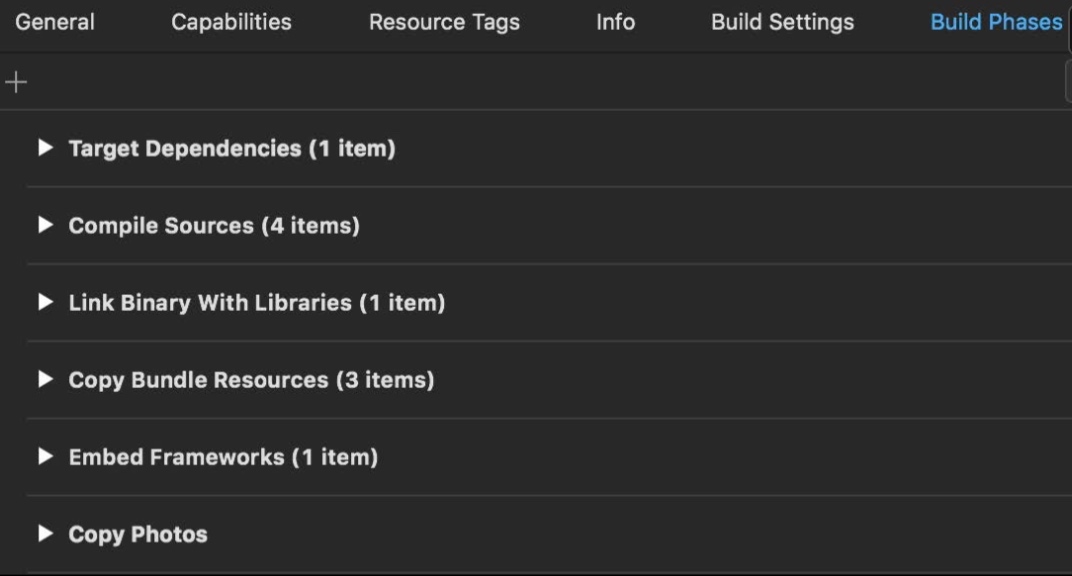 General Capabilities Resource Tags Info Build Settings Build Phases
Target Dependencies (1 item)
Compile Sources (4 items)
Link Binary With Libraries (1 item)
Copy Bundle Resources (3 items)
Embed Frameworks (1 item)
Copy Photos